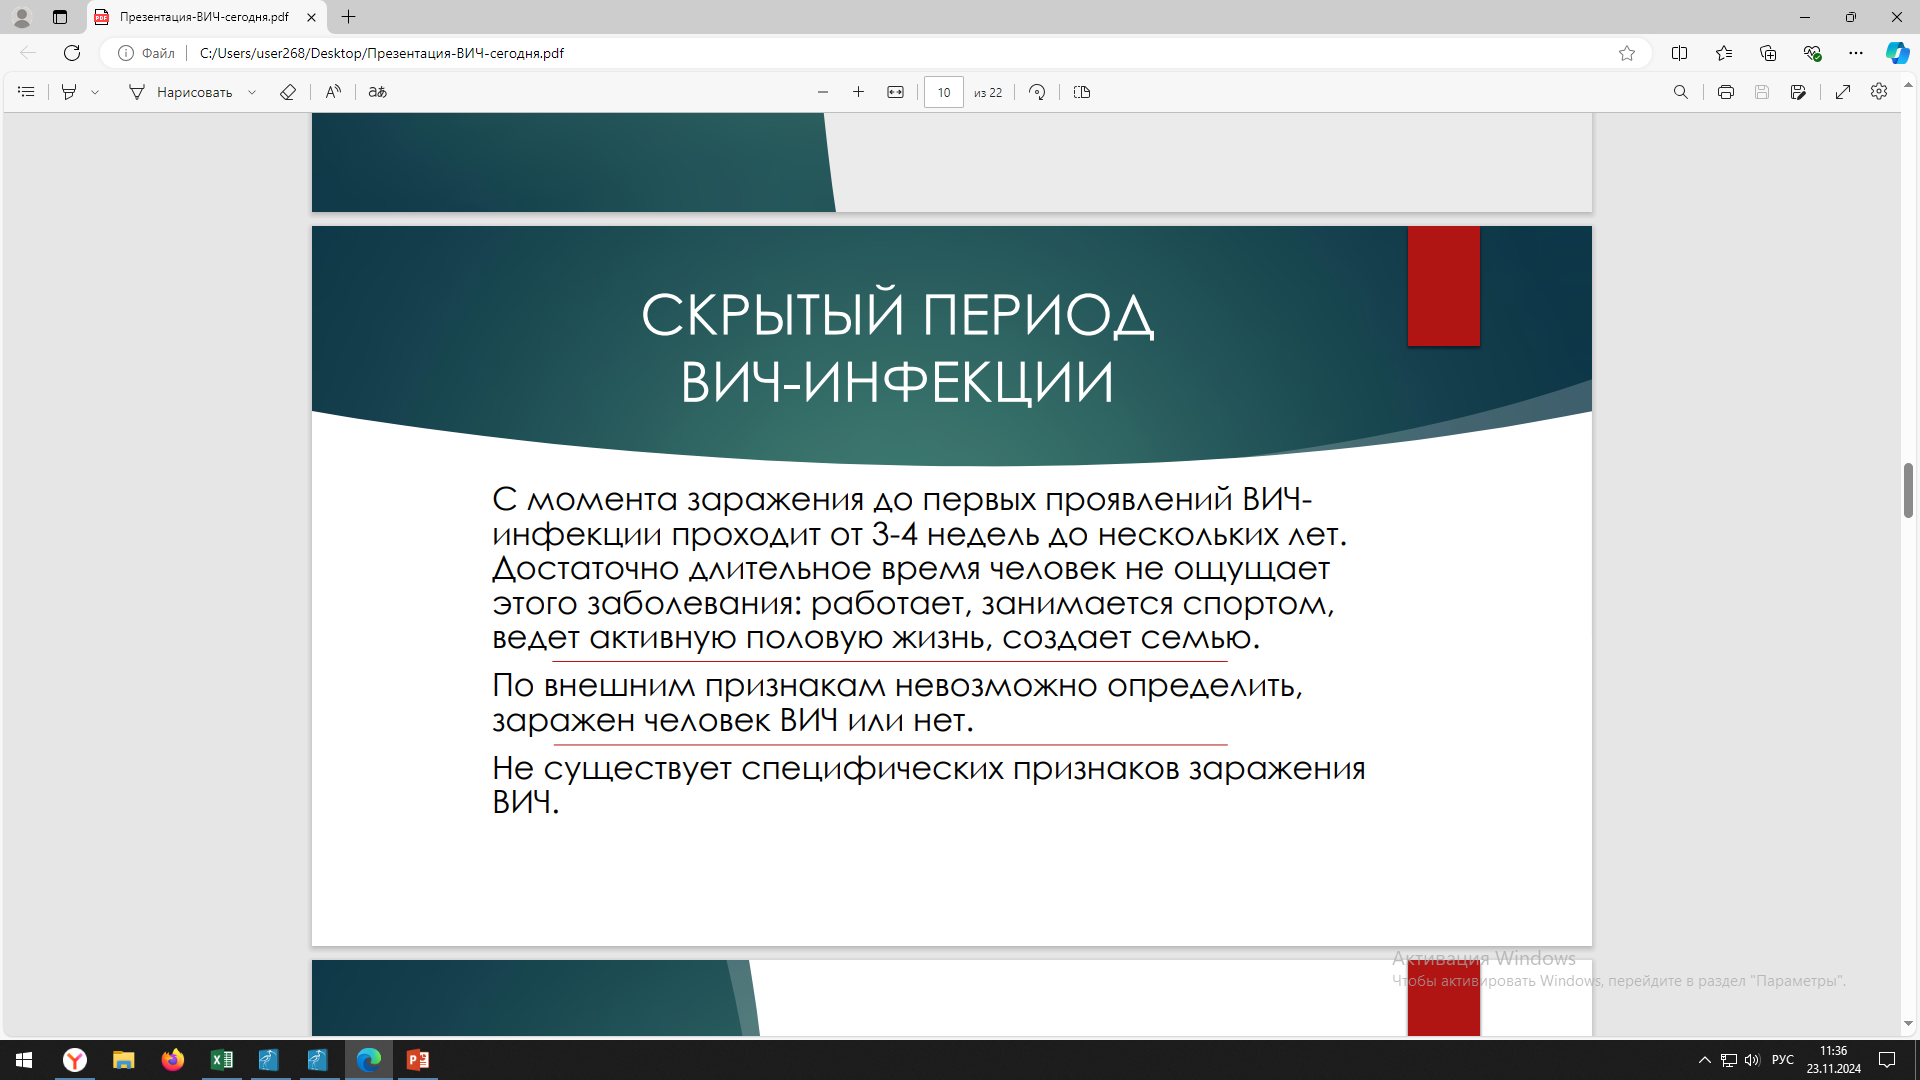 Презентация-ВИЧ-сегодня.pdf
Файл
C:/Users/user268/Desktop/Презентация-ВИЧ-сегодня.pdf
Нарисовать
A
аあ
10 из 22
СКРЫТЫЙ ПЕРИОД
ВИЧ-ИНФЕКЦИИ
С момента заражения до первых проявлений ВИЧ-
инфекции проходит от 3-4 недель до нескольких лет.
Достаточно длительное время человек не ощущает
этого заболевания: работает, занимается спортом,
ведет активную половую жизнь, создает семью.
По внешним признакам невозможно определить,
заражен человек ВИЧ или нет.
Не существует специфических признаков заражения
ВИЧ.
Активация Windows
Чтобы активировать Windows, перейдите в раздел "Параметры".
РУС
11:36
23.11.2024